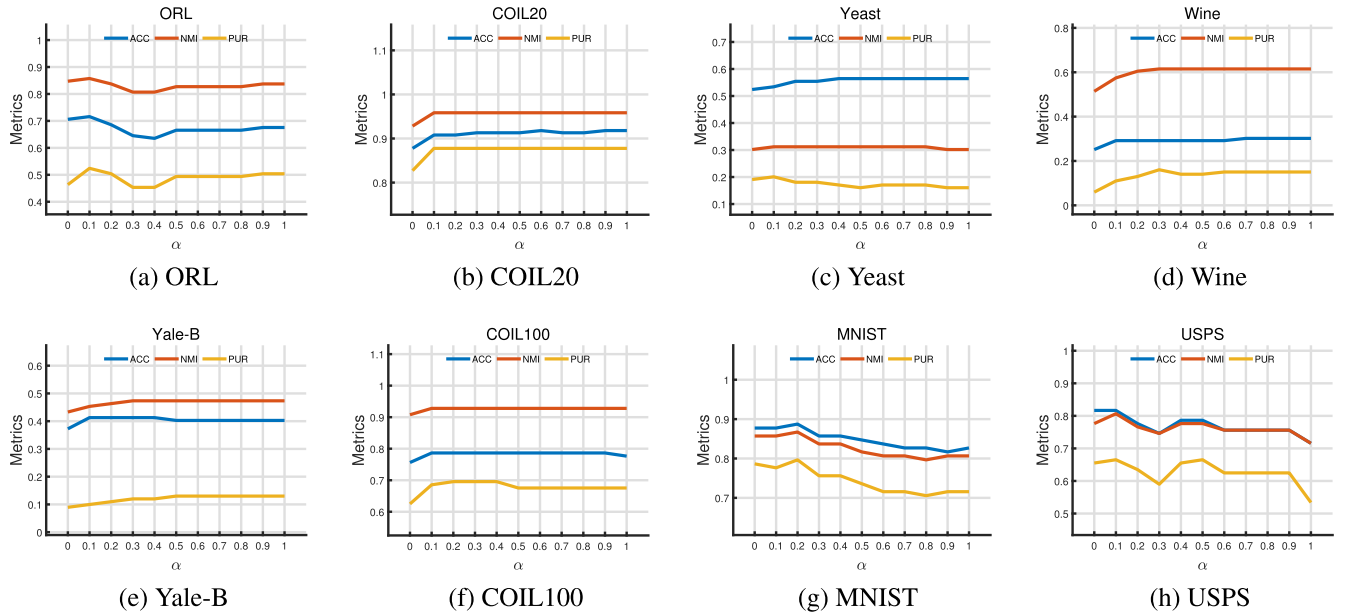 ORL
ACC NMI PUR
Metrics
1
0.9
0.8
0.7
0.6
0.5
0.4
0 0.1 0.2 0.3 0.4 0.5 0.6 0.7 0.8 0.9 1
α
(a) ORL
COIL20
ACC NMI PUR
Metrics
1.1
1
0.9
0.8
0 0.1 0.2 0.3 0.4 0.5 0.6 0.7 0.8 0.9 1
α
(b) COIL20
Yeast
ACC NMI PUR
Metrics
0.7
0.6
0.5
0.4
0.3
0.2
0.1
0 0.1 0.2 0.3 0.4 0.5 0.6 0.7 0.8 0.9 1
α
(c) Yeast
Wine
ACC NMI PUR
Metrics
0.8
0.6
0.4
0.2
0
0 0.1 0.2 0.3 0.4 0.5 0.6 0.7 0.8 0.9 1
α
(d) Wine
Yale-B
ACC NMI PUR
Metrics
0.6
0.5
0.4
0.3
0.2
0.1
0
0 0.1 0.2 0.3 0.4 0.5 0.6 0.7 0.8 0.9 1
α
(e) Yale-B
COIL100
ACC NMI PUR
Metrics
1.1
1
0.9
0.8
0.7
0.6
0 0.1 0.2 0.3 0.4 0.5 0.6 0.7 0.8 0.9 1
α
(f) COIL100
MNIST
ACC NMI PUR
Metrics
1
0.9
0.8
0.7
0 0.1 0.2 0.3 0.4 0.5 0.6 0.7 0.8 0.9 1
α
(g) MNIST
USPS
ACC NMI PUR
Metrics
1
0.9
0.8
0.7
0.6
0.5
0 0.1 0.2 0.3 0.4 0.5 0.6 0.7 0.8 0.9 1
α
(h) USPS